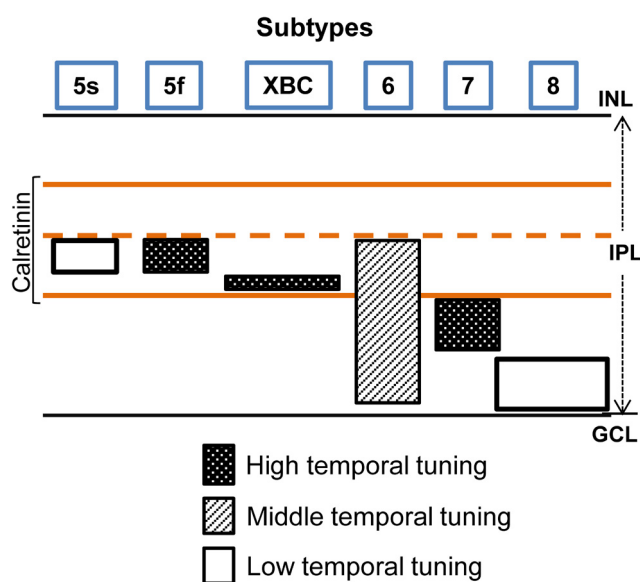 Subtypes
5s 5f XBC 6 7 8
INL
Calretinin
IPL
GCL
High temporal tuning
Middle temporal tuning
Low temporal tuning